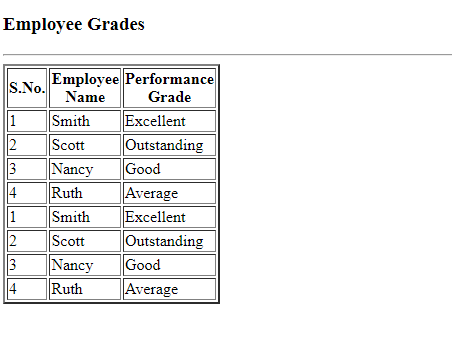 Employee Grades
S.No. Employee Name Performance Grade
1 Smith Excellent
2 Scott Outstanding
3 Nancy Good
4 Ruth Average
1 Smith Excellent
2 Scott Outstanding
3 Nancy Good
4 Ruth Average